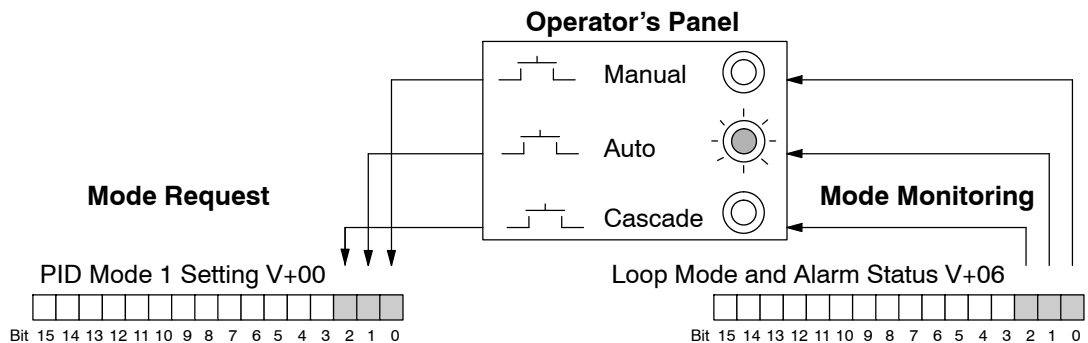 Operator's Panel
Manual
Auto
Cascade
Mode Request
Mode Monitoring
PID Mode 1 Setting V+00
Bit 15 14 13 12 11 10 9 8 7 6 5 4 3 2 1 0
Loop Mode and Alarm Status V+06
Bit 15 14 13 12 11 10 9 8 7 6 5 4 3 2 1 0